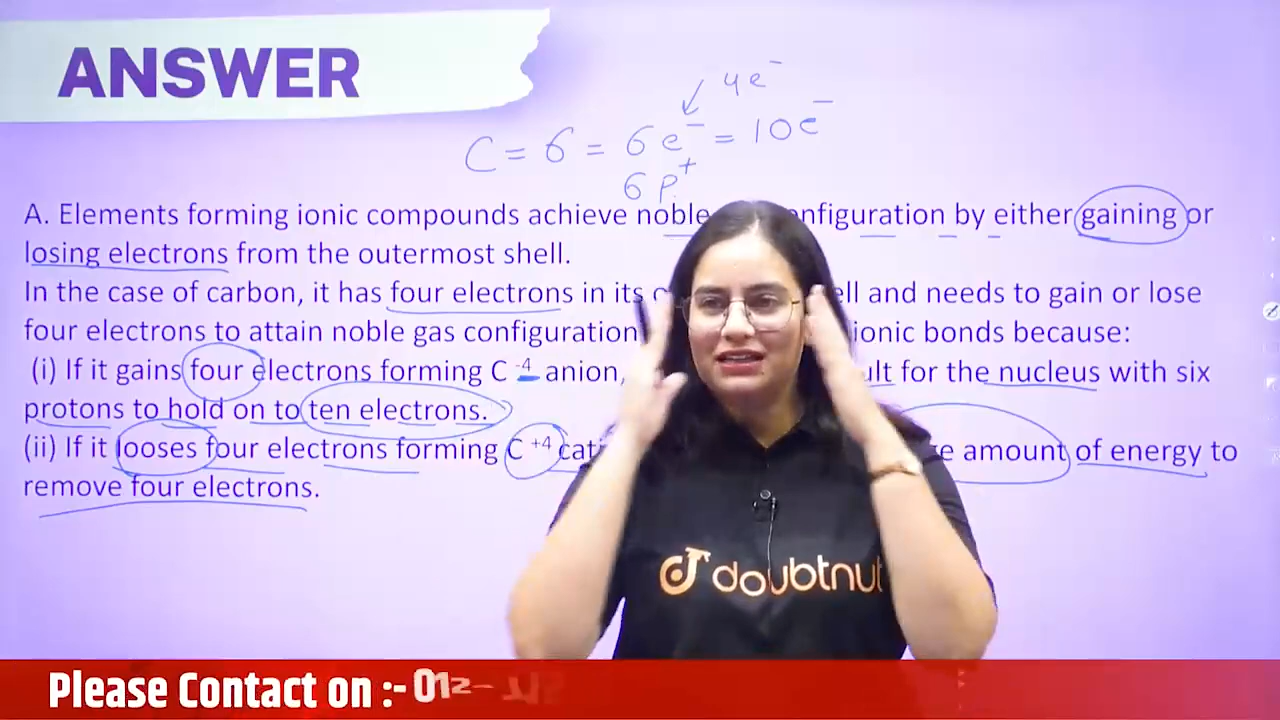 ANSWER
4e⁻
C = 6 = 6e⁻ = 10e⁻
6p⁺
A. Elements forming ionic compounds achieve noble nfiguration by either gaining or
losing electrons from the outermost shell.
In the case of carbon, it has four electrons in its ell and needs to gain or lose
four electrons to attain noble gas configuration ionic bonds because:
(i) If it gains four electrons forming C ⁻⁴ anion, ult for the nucleus with six
protons to hold on to ten electrons.
(ii) If it looses four electrons forming C ⁺⁴ cati e amount of energy to
remove four electrons.
doubtnut
Please Contact on :- 012-